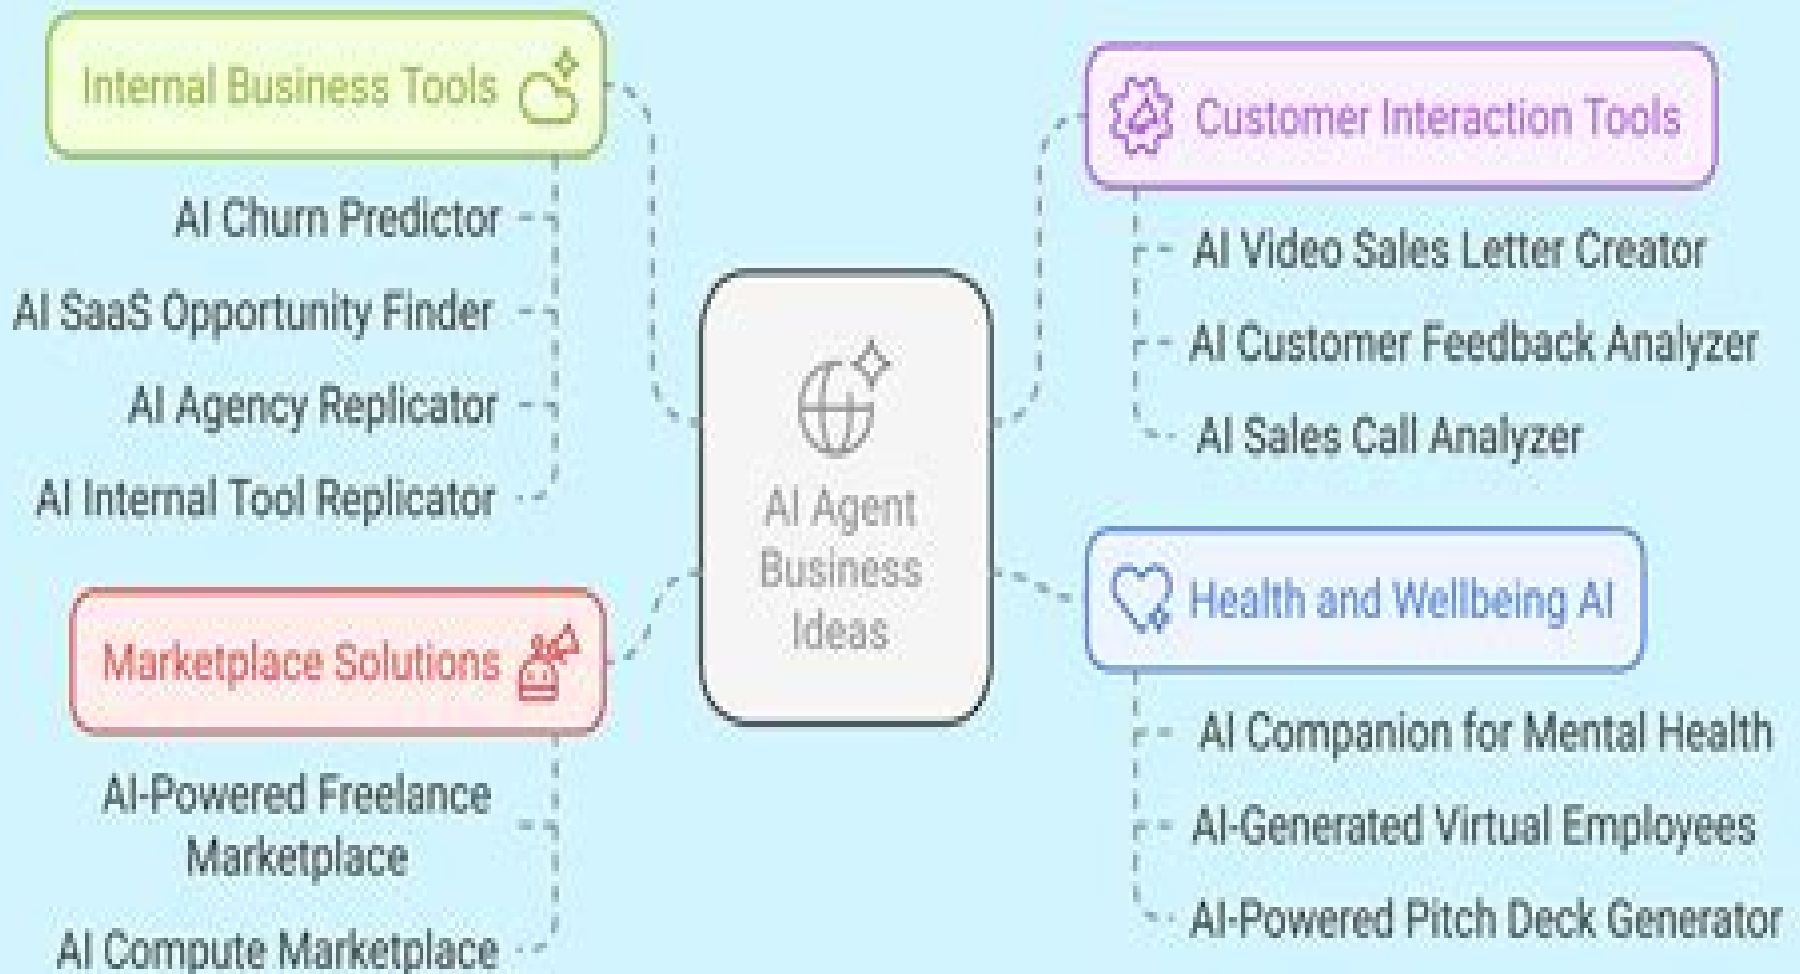 Internal Business Tools
AI Churn Predictor
AI SaaS Opportunity Finder
AI Agency Replicator
AI Internal Tool Replicator
Marketplace Solutions
AI-Powered Freelance
Marketplace
AI Compute Marketplace
AI Agent
Business
Ideas
Customer Interaction Tools
AI Video Sales Letter Creator
AI Customer Feedback Analyzer
AI Sales Call Analyzer
Health and Wellbeing AI
AI Companion for Mental Health
AI-Generated Virtual Employees
AI-Powered Pitch Deck Generator